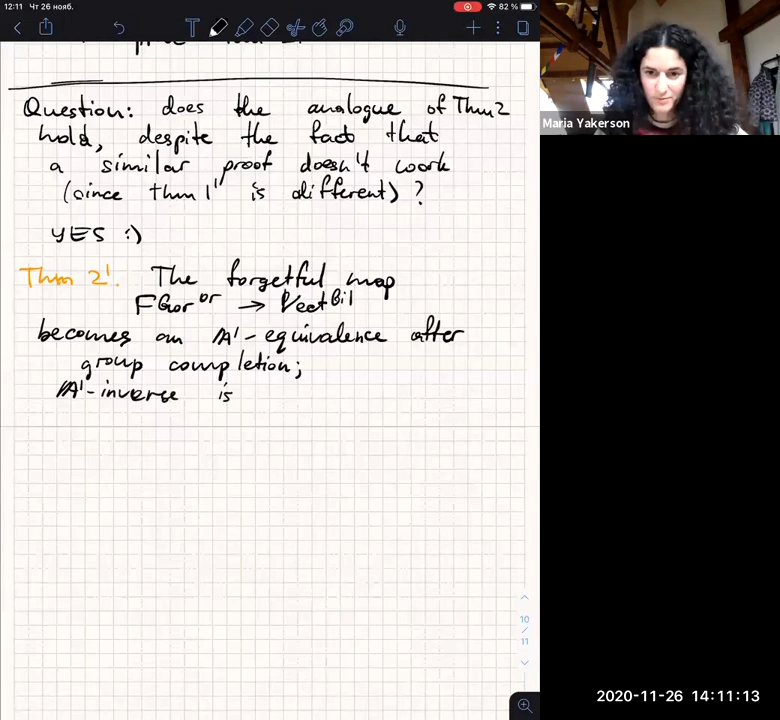 12:11 Чт 26 нояб.
82 %
Question: does the analogue of Thm 2
hold, despite the fact that
a similar proof doesn't work
(since thm 1' is different) ?
YES :)
Thm 2'. The forgetful map
FGor^or → Vect^Bil
becomes an A¹-equivalence after
group completion;
A¹-inverse is
10
/
11
Maria Yakerson
2020-11-26 14:11:13